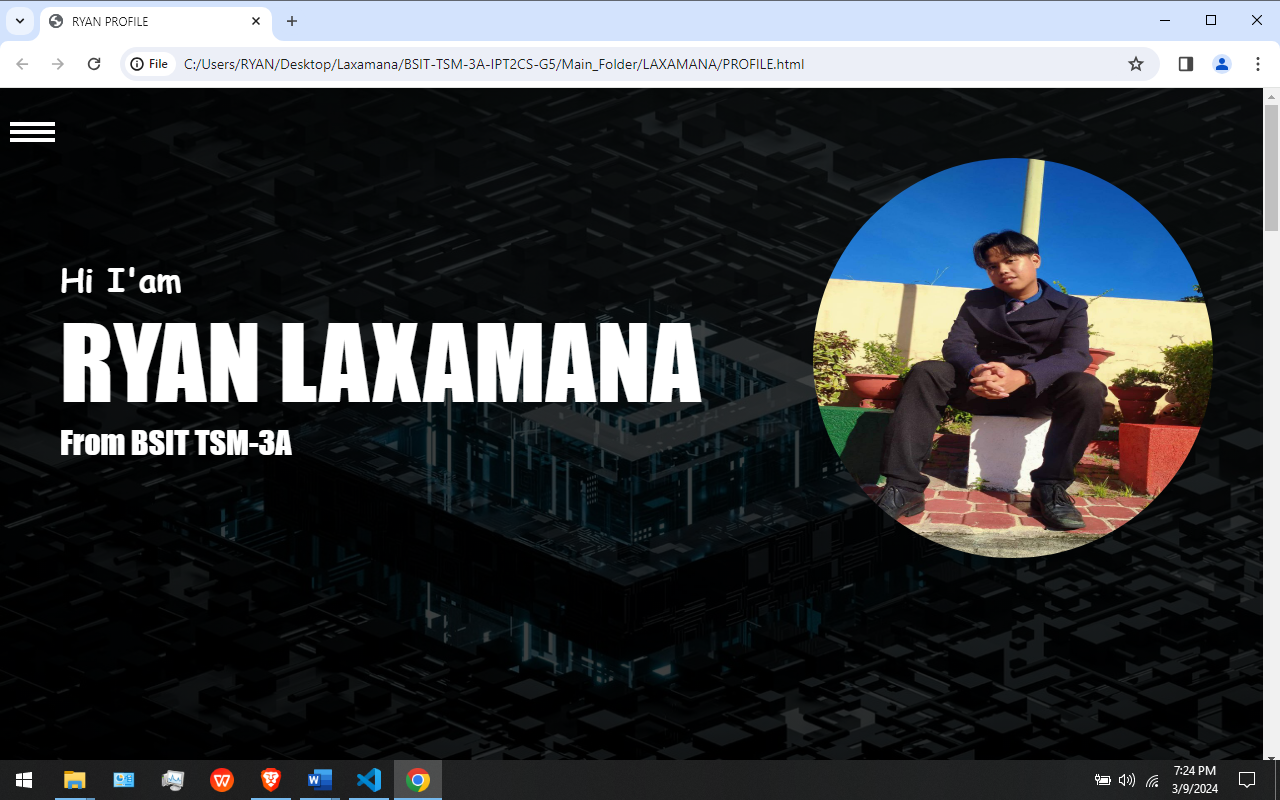 RYAN PROFILE
File
C:/Users/RYAN/Desktop/Laxamana/BSIT-TSM-3A-IPT2CS-G5/Main_Folder/LAXAMANA/PROFILE.html
Hi I'am
RYAN LAXAMANA
From BSIT TSM-3A
7:24 PM
3/9/2024